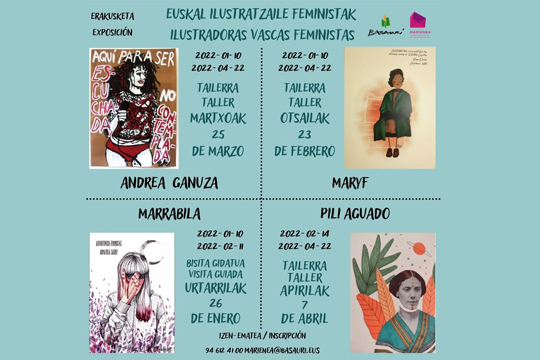 ERAKUSKETA
EXPOSICIÓN
EUSKAL ILUSTRATZAILE FEMINISTAK
ILUSTRADORAS VASCAS FEMINISTAS
BASAURI
MARIENEA
AQUÍ PARA SER
ESCUCHADA
NO
CONTEMPLADA
2022-01-10
2022-04-22
TAILERRA
TALLER
MARTXOAK
25
DE MARZO
ANDREA GANUZA
2022-01-10
2022-04-22
TAILERRA
TALLER
OTSAILAK
23
DE FEBRERO
MARYF
MARRABILA
2022-01-10
2022-02-11
BISITA GIDATUA
VISITA GUIADA
URTARRILAK
26
DE ENERO
PILI AGUADO
2022-02-14
2022-04-22
TAILERRA
TALLER
APIRILAK
7
DE ABRIL
IZEN-EMATEA / INSCRIPCIÓN
94 612 41 00 MARIENEA@BASAURI.EUS